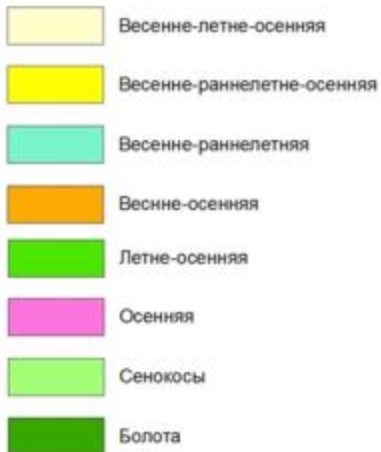 Весенне-летне-осенняя
Весенне-раннелетне-осенняя
Весенне-раннелетняя
Веснне-осенняя
Летне-осенняя
Осенняя
Сенокосы
Болота